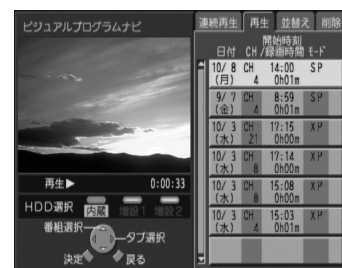 ビジュアルプログラムナビ
再生▶ 0:00:33
HDD選択 内蔵 増設1 増設2
番組選択
タブ選択
決定 戻る
連続再生 再生 並替え 削除
開始時刻
日付 CH/録画時間 モード
10/ 8 CH 14:00 SP
(月) 4 0h01m
9/ 7 CH 8:59 SP
(金) 4 0h01m
10/ 3 CH 17:15 XP
(水) 21 0h00m
10/ 3 CH 17:14 XP
(水) 8 0h00m
10/ 3 CH 15:08 XP
(水) 8 0h00m
10/ 3 CH 15:03 XP
(水) 4 0h01m